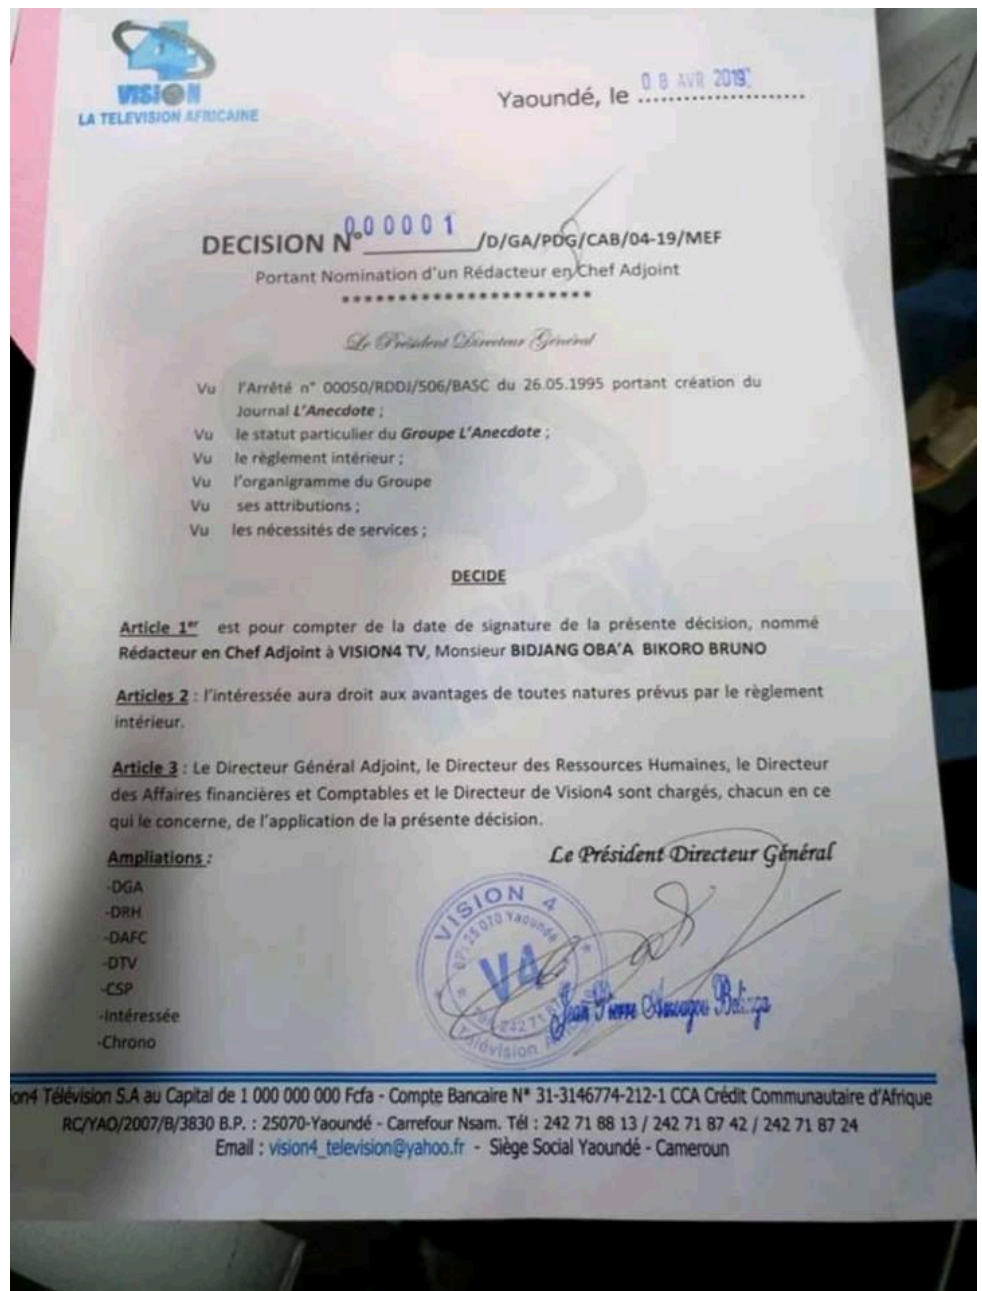 4
VISION
LA TELEVISION AFRICAINE
Yaoundé, le 08 AVR 2019
DECISION N° 000001 /D/GA/PDG/CAB/04-19/MEF
Portant Nomination d'un Rédacteur en Chef Adjoint
***********************
Le Président Directeur Général
Vu l'Arrêté n° 00050/RDDJ/506/BASC du 26.05.1995 portant création du
Journal L'Anecdote ;
Vu le statut particulier du Groupe L'Anecdote ;
Vu le règlement intérieur ;
Vu l'organigramme du Groupe
Vu ses attributions ;
Vu les nécessités de services ;
DECIDE
Article 1er est pour compter de la date de signature de la présente décision, nommé
Rédacteur en Chef Adjoint à VISION4 TV, Monsieur BIDJANG OBA'A BIKORO BRUNO
Articles 2 : l'intéressée aura droit aux avantages de toutes natures prévus par le règlement
intérieur.
Article 3 : Le Directeur Général Adjoint, le Directeur des Ressources Humaines, le Directeur
des Affaires financières et Comptables et le Directeur de Vision4 sont chargés, chacun en ce
qui le concerne, de l'application de la présente décision.
Ampliations :
-DGA
-DRH
-DAFC
-DTV
-CSP
-Intéressée
-Chrono
Le Président Directeur Général
VISION 4
BP: 25 070 Yaoundé
V4
242 71
Télévision
Jean Pierre Amougou Belinga
on4 Télévision S.A au Capital de 1 000 000 000 Fcfa - Compte Bancaire N° 31-3146774-212-1 CCA Crédit Communautaire d'Afrique
RC/YAO/2007/B/3830 B.P. : 25070-Yaoundé - Carrefour Nsam. Tél : 242 71 88 13 / 242 71 87 42 / 242 71 87 24
Email : vision4_television@yahoo.fr - Siège Social Yaoundé - Cameroun